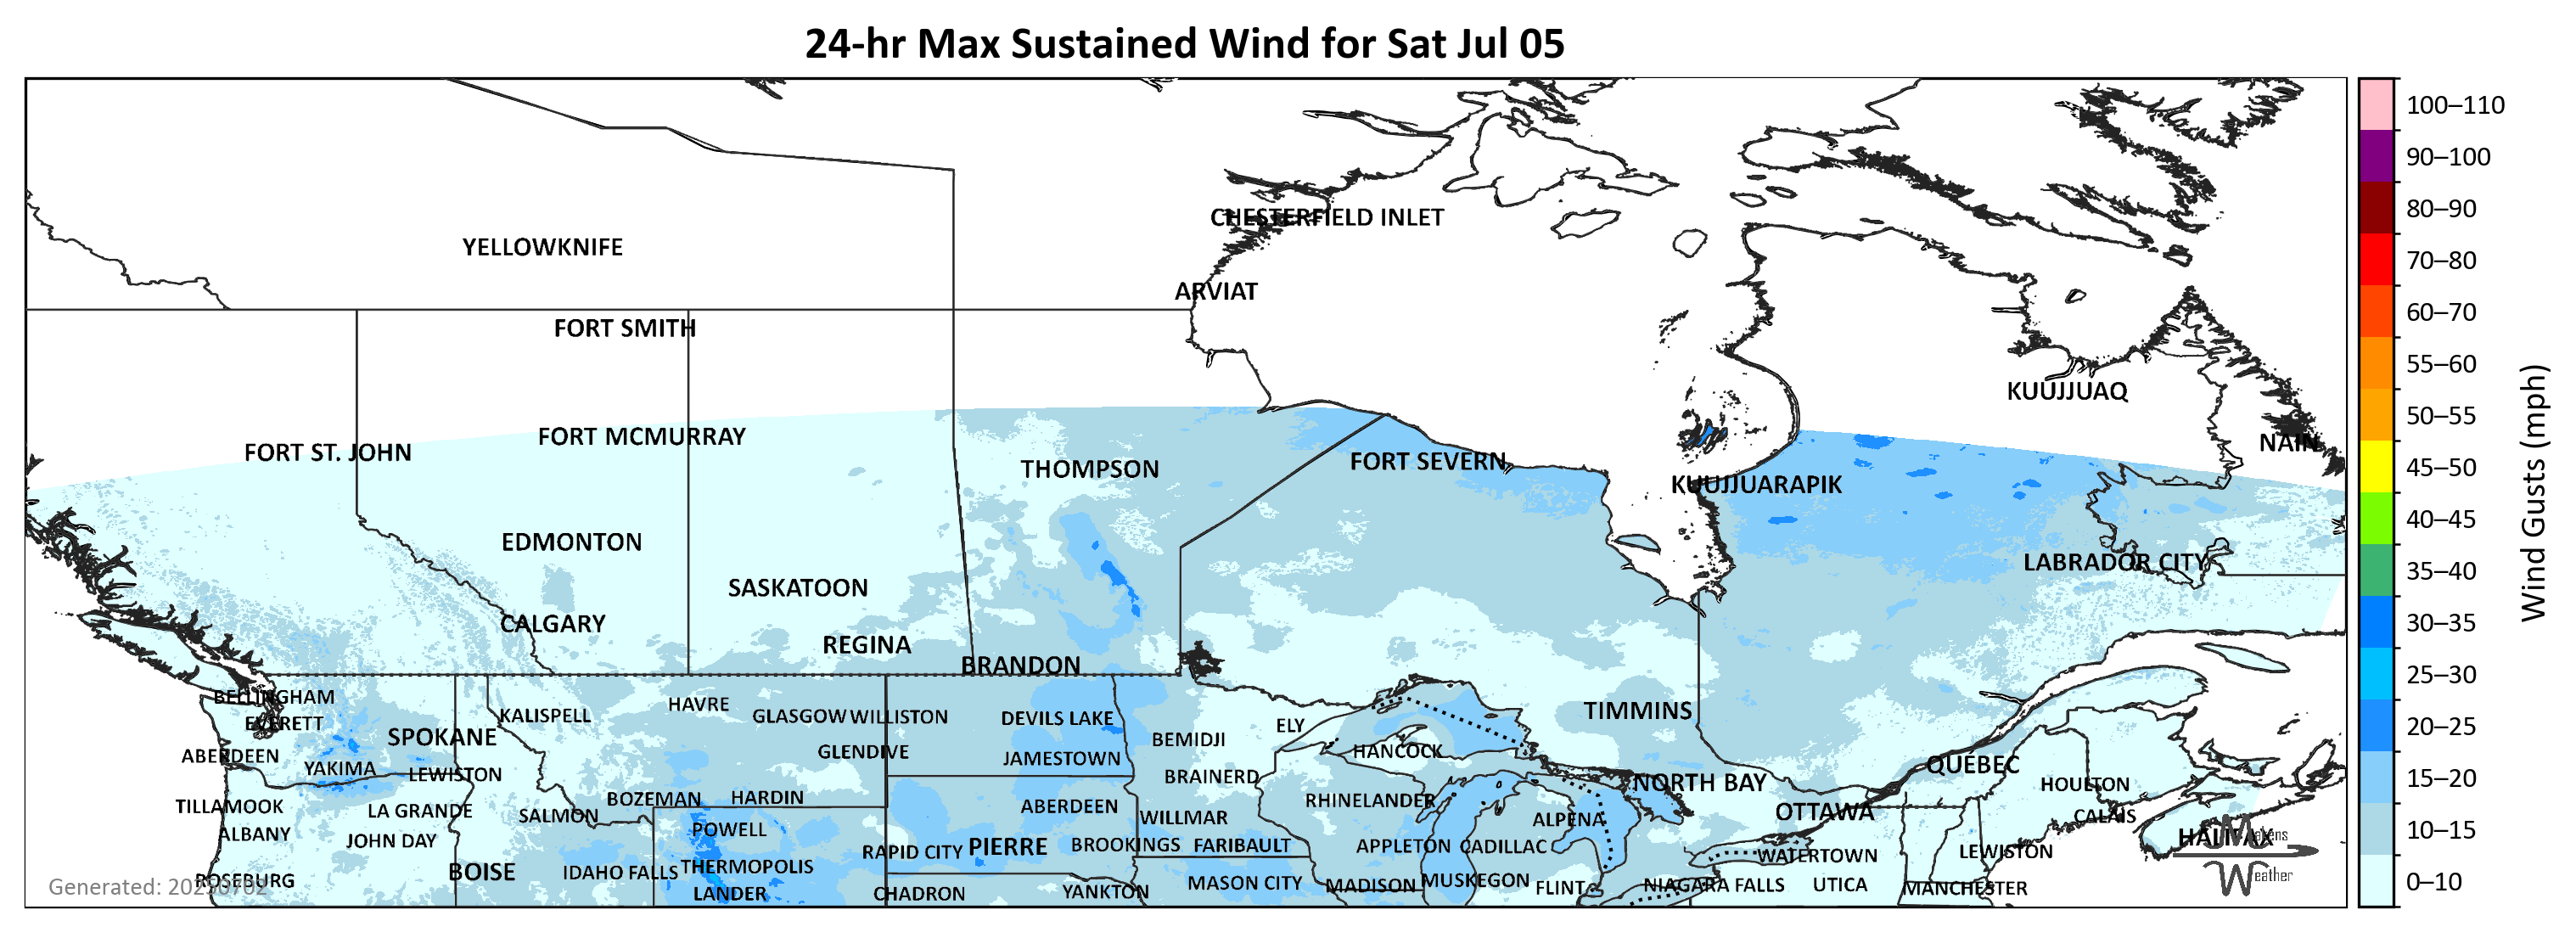 24-hr Max Sustained Wind for Sat Jul 05
100–110
90–100
80–90
70–80
60–70
55–60
50–55
45–50
40–45
35–40
30–35
25–30
20–25
15–20
10–15
0–10
Wind Gusts (mph)
CHESTERFIELD INLET
YELLOWKNIFE
ARVIAT
FORT SMITH
KUUJJUAQ
FORT MCMURRAY
NAIN
FORT ST. JOHN
FORT SEVERN
THOMPSON
KUUJJUARAPIK
EDMONTON
LABRADOR CITY
SASKATOON
CALGARY
REGINA
BRANDON
BELLINGHAM
HAVRE
TIMMINS
KALISPELL
GLASGOW
WILLISTON
DEVILS LAKE
EVERETT
ELY
SPOKANE
BEMIDJI
GLENDIVE
HANCOCK
ABERDEEN
JAMESTOWN
QUEBEC
YAKIMA
LEWISTON
BRAINERD
NORTH BAY
HOULTON
BOZEMAN
HARDIN
RHINELANDER
TILLAMOOK
ABERDEEN
LA GRANDE
OTTAWA
SALMON
CALAIS
WILLMAR
ALPENA
POWELL
ALBANY
HALIFAX
JOHN DAY
BROOKINGS
FARIBAULT
APPLETON
CADILLAC
PIERRE
RAPID CITY
LEWISTON
WATERTOWN
THERMOPOLIS
IDAHO FALLS
BOISE
ROSEBURG
MUSKEGON
MASON CITY
MADISON
NIAGARA FALLS
UTICA
FLINT
MANCHESTER
YANKTON
LANDER
CHADRON
Generated: 20250702
Makens
Weather